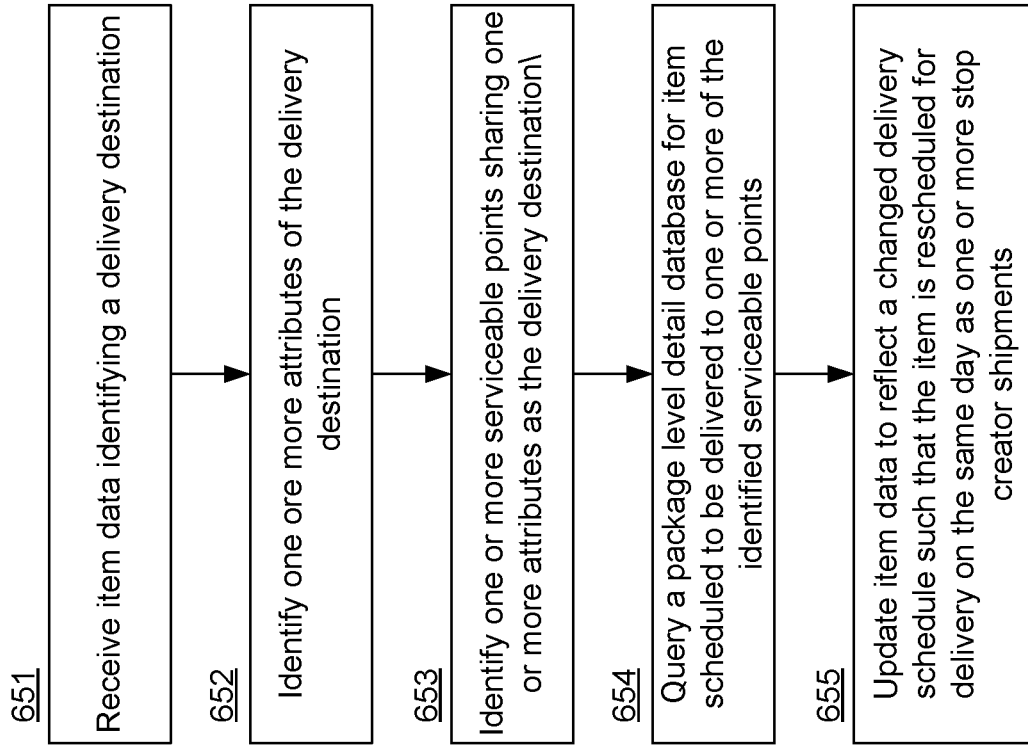 651
Receive item data identifying a delivery destination
652
Identify one ore more attributes of the delivery
destination
653
Identify one or more serviceable points sharing one
or more attributes as the delivery destination\
654
Query a package level detail database for item
scheduled to be delivered to one or more of the
identified serviceable points
655
Update item data to reflect a changed delivery
schedule such that the item is rescheduled for
delivery on the same day as one or more stop
creator shipments